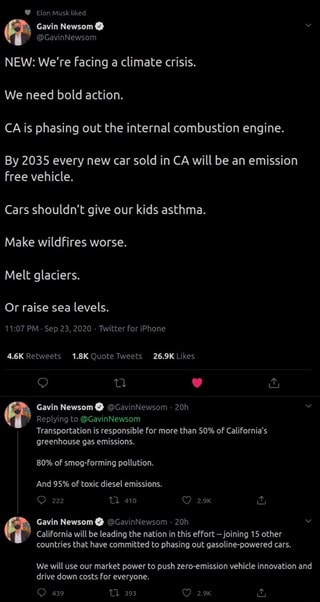 Elon Musk liked
Gavin Newsom
@GavinNewsom
NEW: We're facing a climate crisis.
We need bold action.
CA is phasing out the internal combustion engine.
By 2035 every new car sold in CA will be an emission
free vehicle.
Cars shouldn't give our kids asthma.
Make wildfires worse.
Melt glaciers.
Or raise sea levels.
11:07 PM · Sep 23, 2020 · Twitter for iPhone
4.6K Retweets 1.8K Quote Tweets 26.9K Likes
Gavin Newsom @GavinNewsom · 20h
Replying to @GavinNewsom
Transportation is responsible for more than 50% of California's
greenhouse gas emissions.
80% of smog-forming pollution.
And 95% of toxic diesel emissions.
222 410 2.9K
Gavin Newsom @GavinNewsom · 20h
California will be leading the nation in this effort -- joining 15 other
countries that have committed to phasing out gasoline-powered cars.
We will use our market power to push zero-emission vehicle innovation and
drive down costs for everyone.
439 393 2.9K